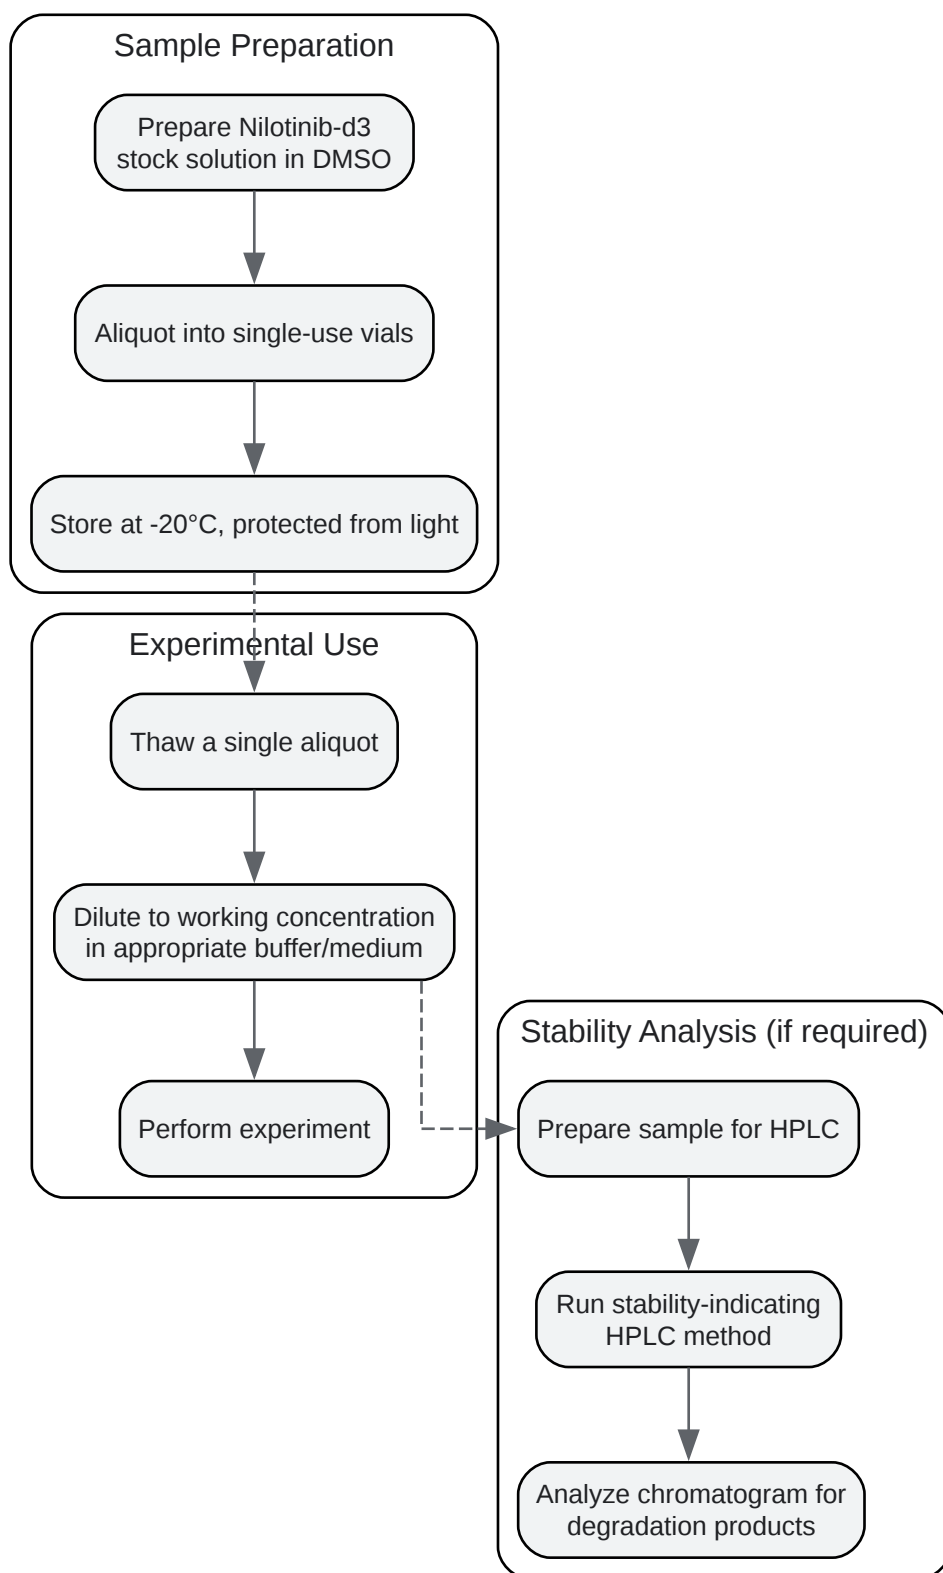 Sample Preparation
Prepare Nilotinib-d3
stock solution in DMSO
Aliquot into single-use vials
Store at -20°C, protected from light
Experimental Use
Thaw a single aliquot
Dilute to working concentration
in appropriate buffer/medium
Perform experiment
Stability Analysis (if required)
Prepare sample for HPLC
Run stability-indicating
HPLC method
Analyze chromatogram for
degradation products